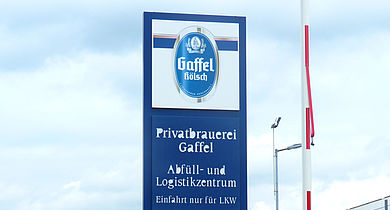 Gaffel
Kölsch
Privatbrauerei
Gaffel
Abfüll- und
Logistikzentrum
Einfahrt nur für LKW